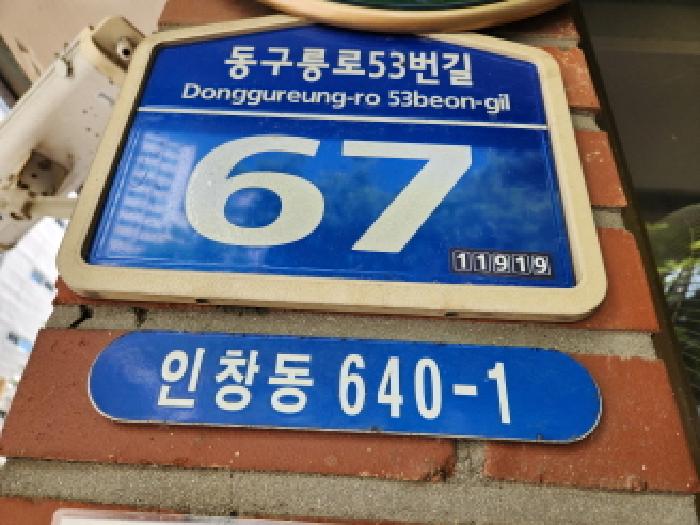 동구릉로53번길
Donggureung-ro 53beon-gil
67
11919
인창동 640-1